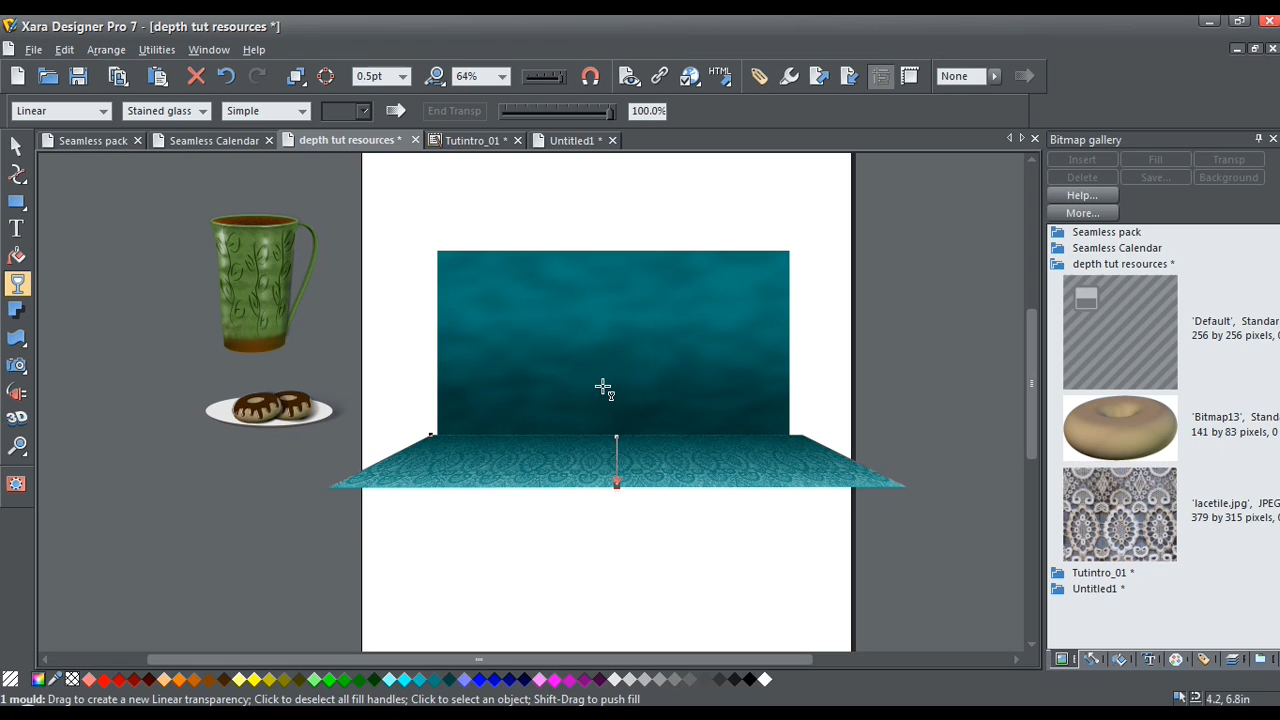 Xara Designer Pro 7 - [depth tut resources *]
File Edit Arrange Utilities Window Help
0.5pt 64% HTML None
Linear Stained glass Simple End Transp 100.0%
Seamless pack Seamless Calendar depth tut resources * Tutintro_01 * Untitled1 *
Bitmap gallery
Insert Fill Transp
Delete Save... Background
Help...
More...
Seamless pack
Seamless Calendar
depth tut resources *
'Default', Standar
256 by 256 pixels,
'Bitmap13', Stand
141 by 83 pixels, 0
'lacetile.jpg', JPEG
379 by 315 pixels,
Tutintro_01 *
Untitled1 *
T
3D
1 mould: Drag to create a new Linear transparency; Click to deselect all fill handles; Click to select an object; Shift-Drag to push fill
4.2, 6.8in